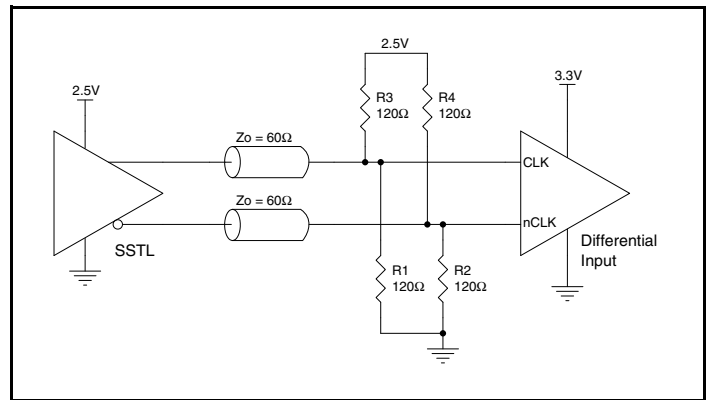 2.5V
3.3V
2.5V
R3
120Ω
R4
120Ω
Zo = 60Ω
CLK
Zo = 60Ω
nCLK
SSTL
Differential
Input
R1
120Ω
R2
120Ω